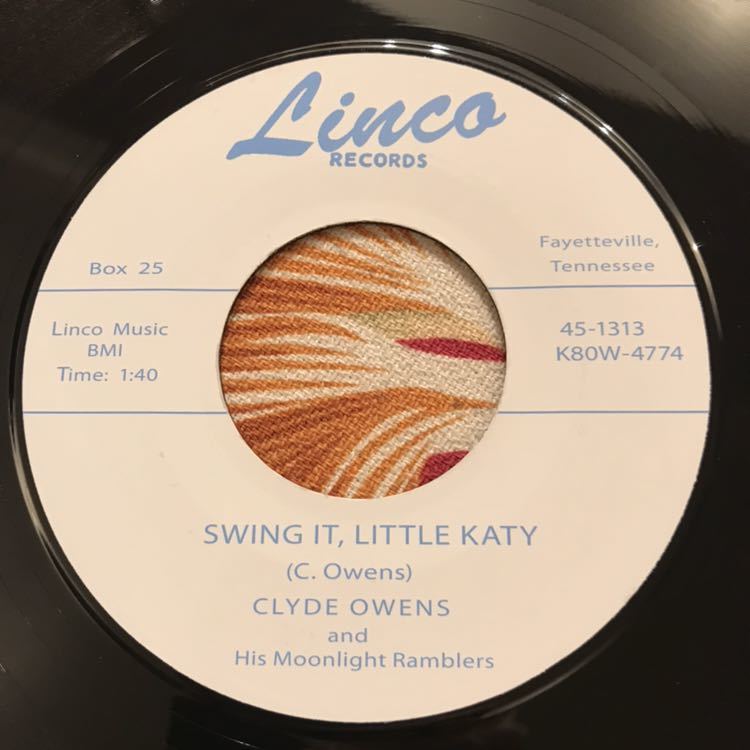 Linco
RECORDS
Box 25
Fayetteville,
Tennessee
Linco Music
BMI
Time: 1:40
45-1313
K80W-4774
SWING IT, LITTLE KATY
(C. Owens)
CLYDE OWENS
and
His Moonlight Ramblers